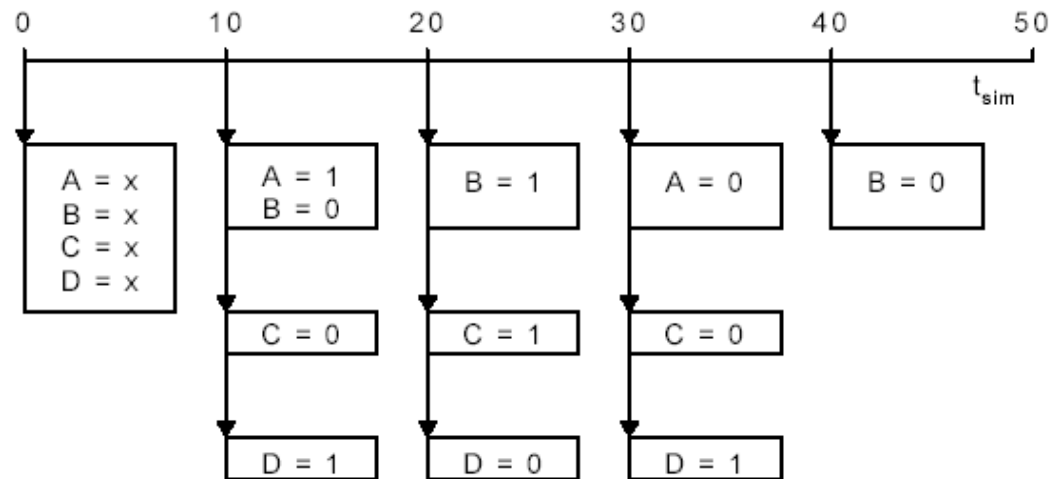 0 10 20 30 40 50
t_sim
A = x
B = x
C = x
D = x
A = 1
B = 0
B = 1
A = 0
B = 0
C = 0
C = 1
C = 0
D = 1
D = 0
D = 1